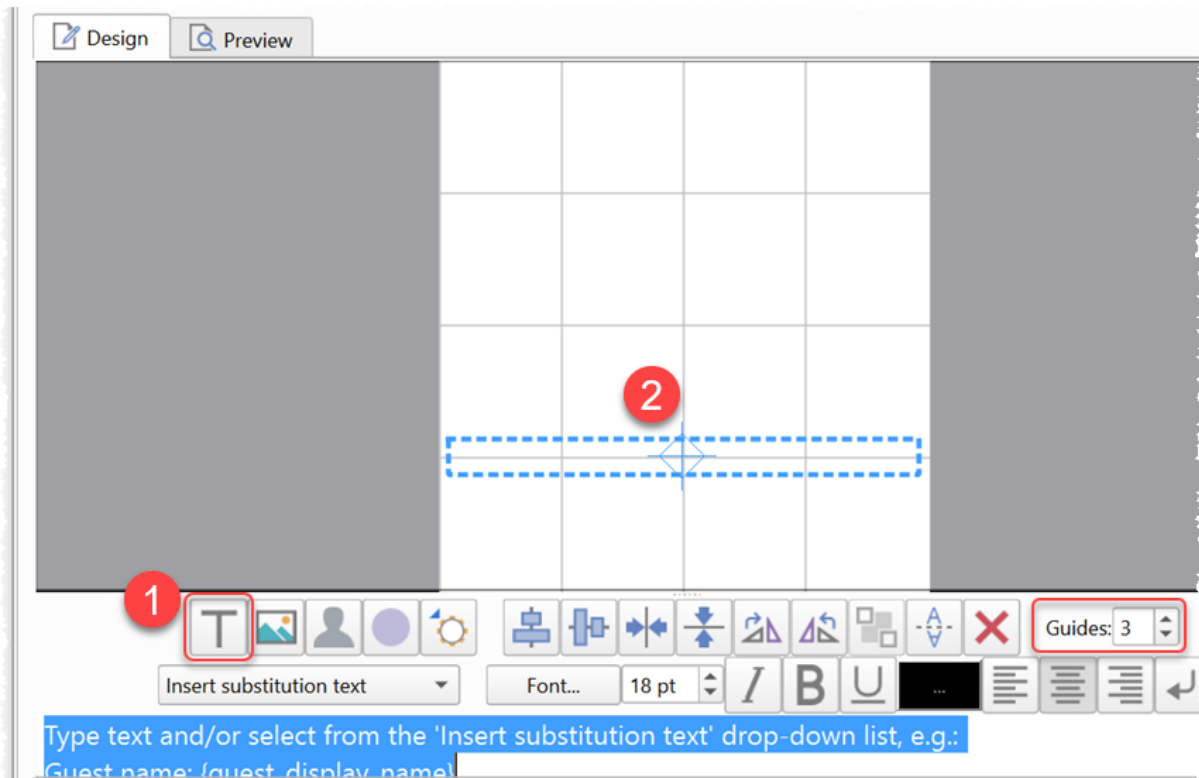 Design
Preview
2
1
T
Guides: 3
Insert substitution text
Font...
18 pt
I
B
U
...
Type text and/or select from the 'Insert substitution text' drop-down list, e.g.:
Guest name: {guest_display_name}